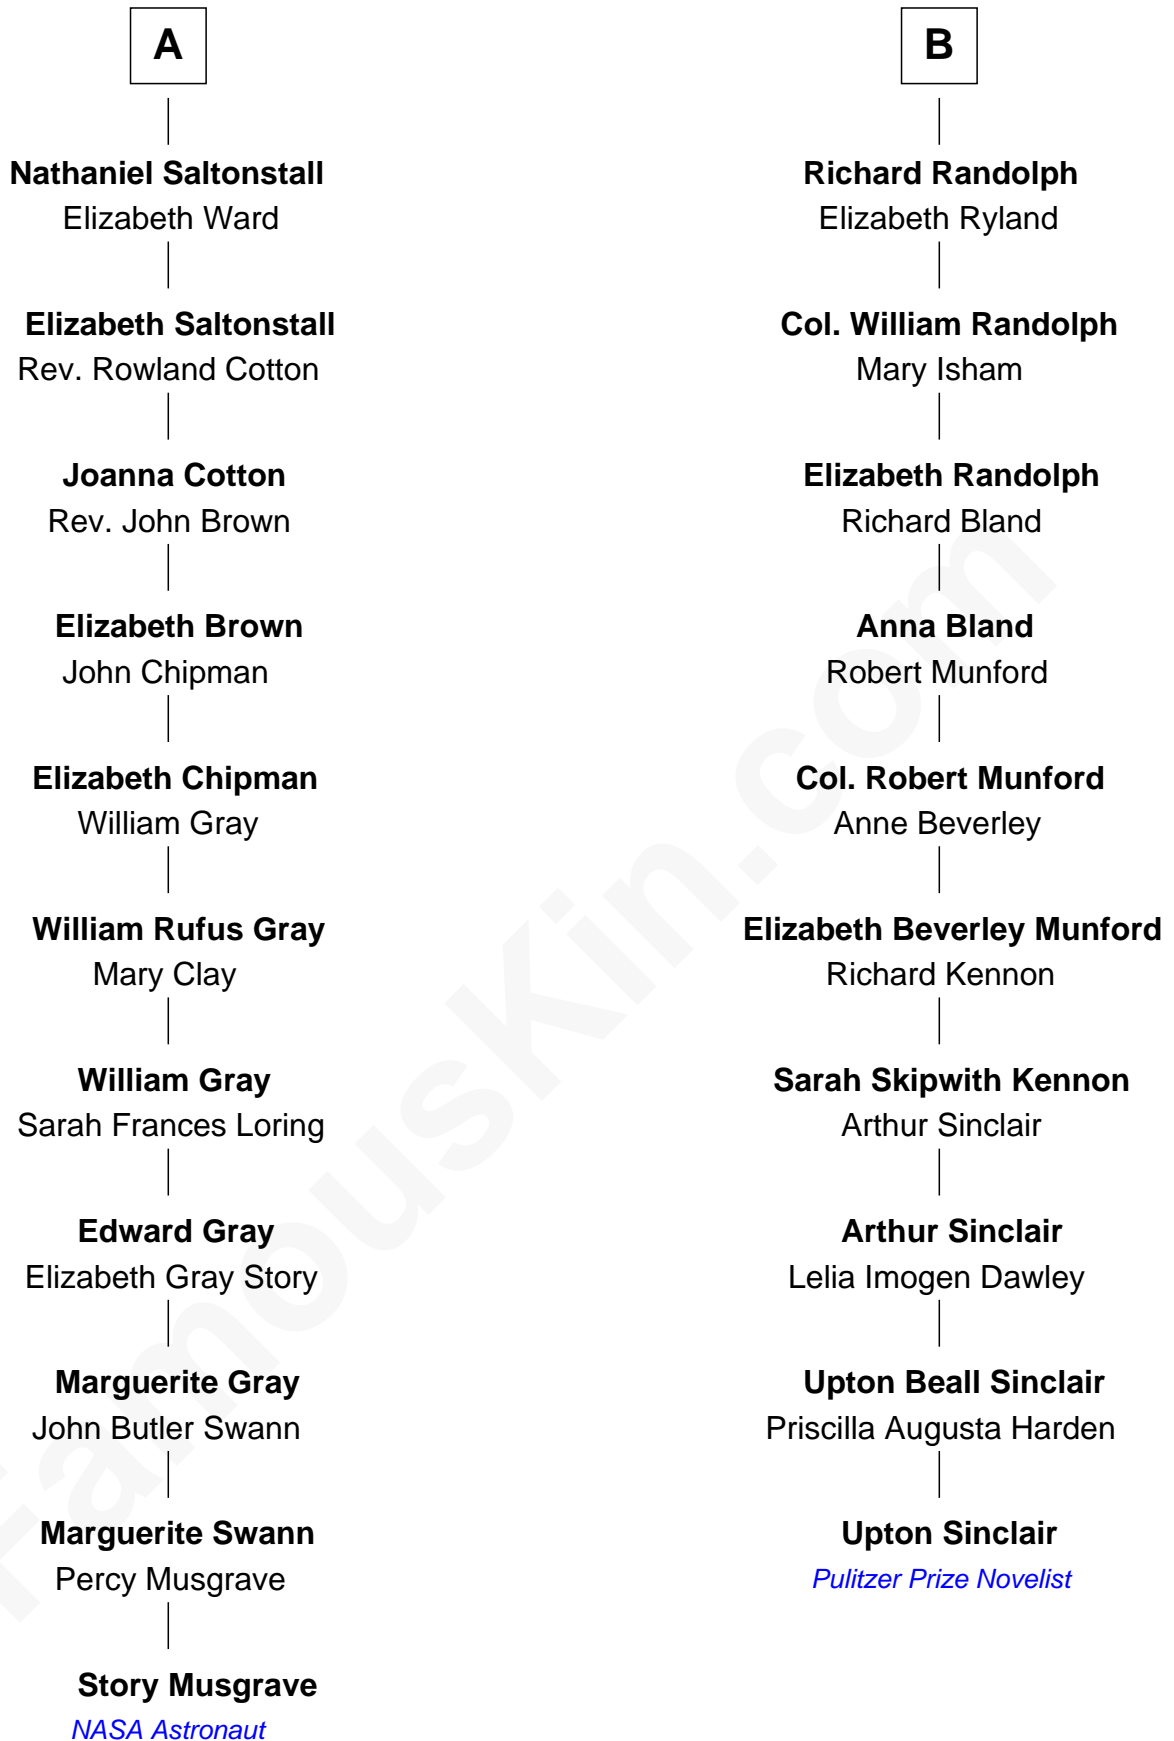 A
Nathaniel Saltonstall
Elizabeth Ward
Elizabeth Saltonstall
Rev. Rowland Cotton
Joanna Cotton
Rev. John Brown
Elizabeth Brown
John Chipman
Elizabeth Chipman
William Gray
William Rufus Gray
Mary Clay
William Gray
Sarah Frances Loring
Edward Gray
Elizabeth Gray Story
Marguerite Gray
John Butler Swann
Marguerite Swann
Percy Musgrave
Story Musgrave
NASA Astronaut
B
Richard Randolph
Elizabeth Ryland
Col. William Randolph
Mary Isham
Elizabeth Randolph
Richard Bland
Anna Bland
Robert Munford
Col. Robert Munford
Anne Beverley
Elizabeth Beverley Munford
Richard Kennon
Sarah Skipwith Kennon
Arthur Sinclair
Arthur Sinclair
Lelia Imogen Dawley
Upton Beall Sinclair
Priscilla Augusta Harden
Upton Sinclair
Pulitzer Prize Novelist
FamousKin.com